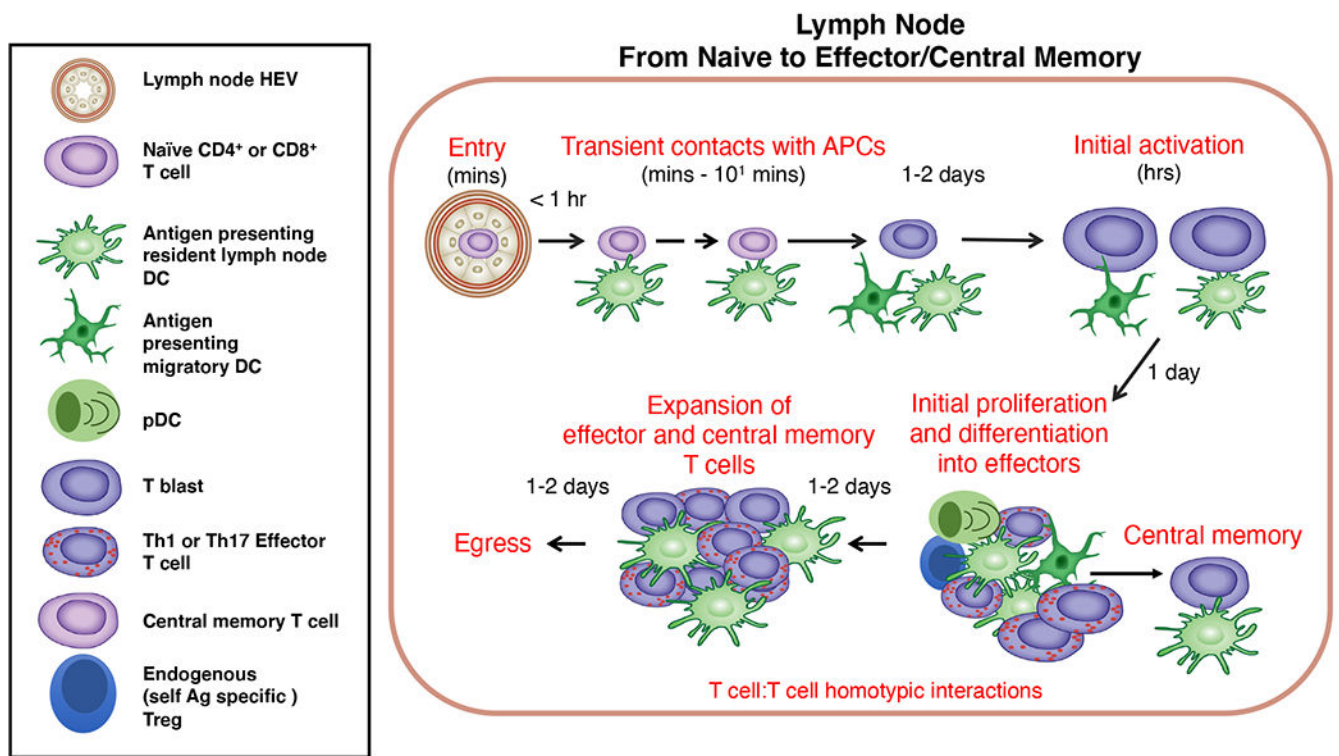 Lymph Node
From Naive to Effector/Central Memory
Lymph node HEV
Naïve CD4⁺ or CD8⁺
T cell
Antigen presenting
resident lymph node
DC
Antigen
presenting
migratory DC
pDC
T blast
Th1 or Th17 Effector
T cell
Central memory T cell
Endogenous
(self Ag specific )
Treg
Entry
(mins)
< 1 hr
Transient contacts with APCs
(mins - 10¹ mins)
1-2 days
Initial activation
(hrs)
1 day
Initial proliferation
and differentiation
into effectors
Central memory
1-2 days
Expansion of
effector and central memory
T cells
1-2 days
Egress
T cell:T cell homotypic interactions